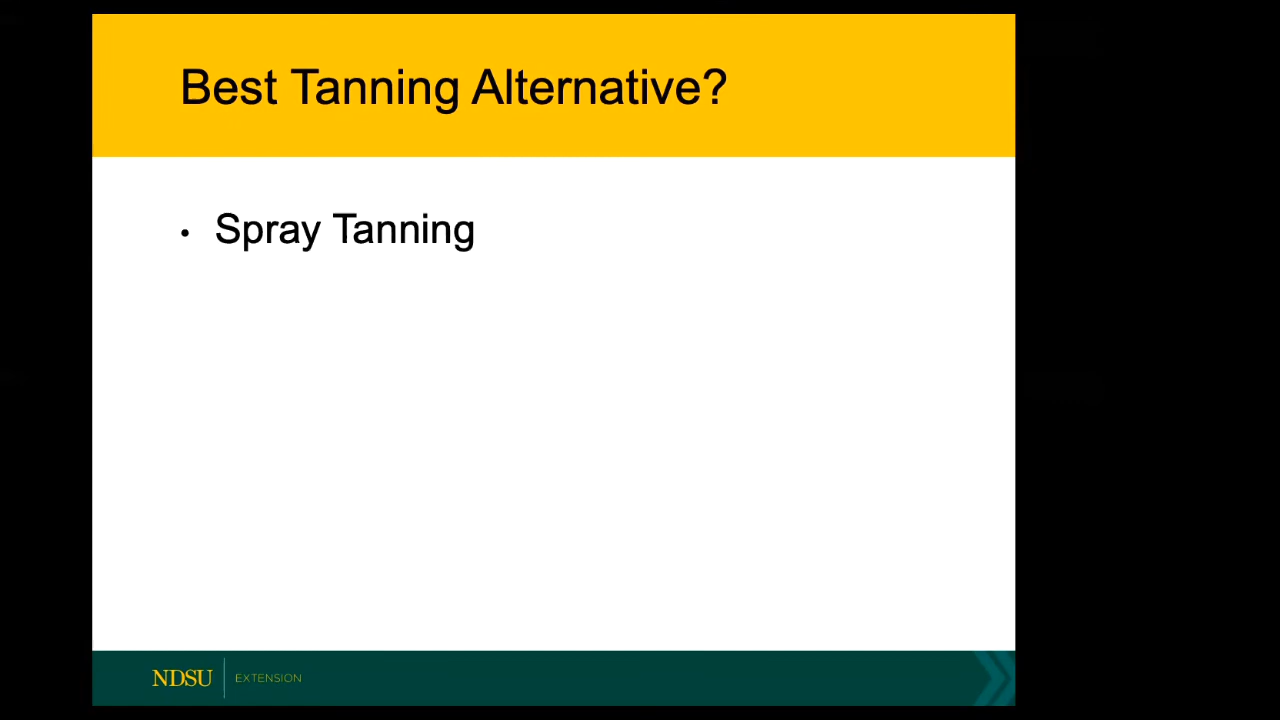 Best Tanning Alternative?
• Spray Tanning
NDSU EXTENSION